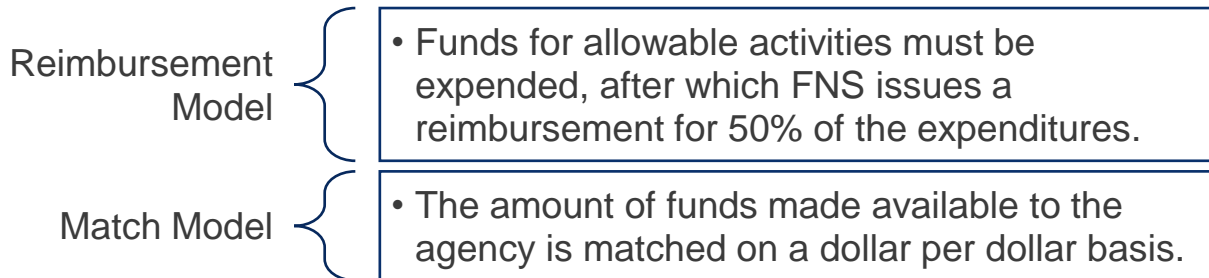 Reimbursement
Model
• Funds for allowable activities must be
expended, after which FNS issues a
reimbursement for 50% of the expenditures.
Match Model
• The amount of funds made available to the
agency is matched on a dollar per dollar basis.